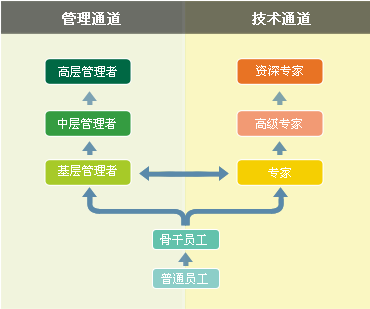 管理通道
技术通道
高层管理者
资深专家
中层管理者
高级专家
基层管理者
专家
骨干员工
普通员工